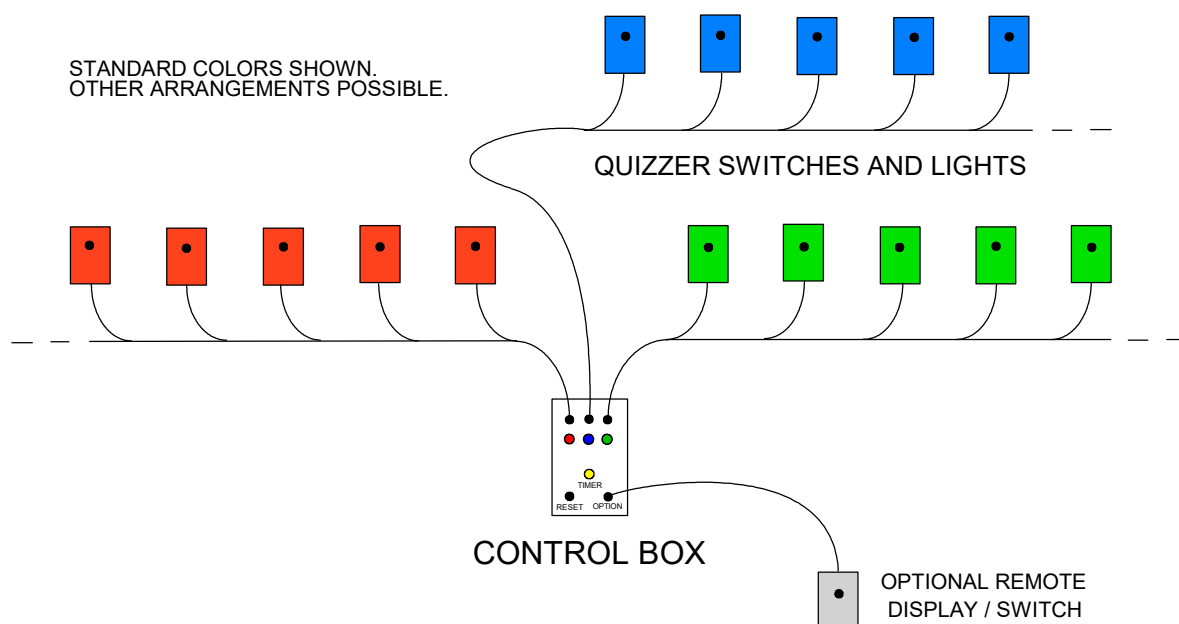 STANDARD COLORS SHOWN.
OTHER ARRANGEMENTS POSSIBLE.
QUIZZER SWITCHES AND LIGHTS
TIMER
RESET
OPTION
CONTROL BOX
OPTIONAL REMOTE
DISPLAY / SWITCH